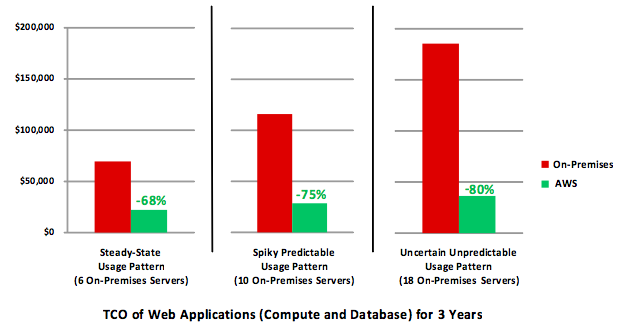 $200,000
$150,000
$100,000
$50,000
$0
-68%
-75%
-80%
On-Premises
AWS
Steady-State
Usage Pattern
(6 On-Premises Servers)
Spiky Predictable
Usage Pattern
(10 On-Premises Servers)
Uncertain Unpredictable
Usage Pattern
(18 On-Premises Servers)
TCO of Web Applications (Compute and Database) for 3 Years